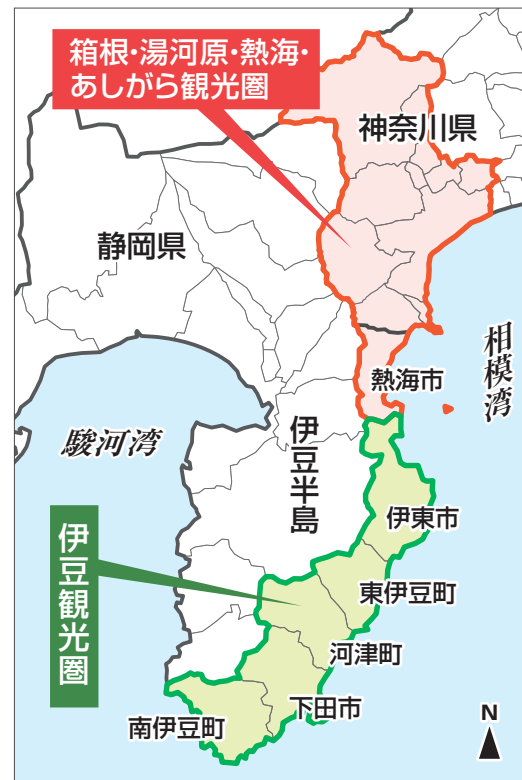 箱根・湯河原・熱海・
あしがら観光圏
神奈川県
静岡県
相模湾
熱海市
駿河湾
伊豆半島
伊東市
伊豆観光圏
東伊豆町
河津町
下田市
南伊豆町
N